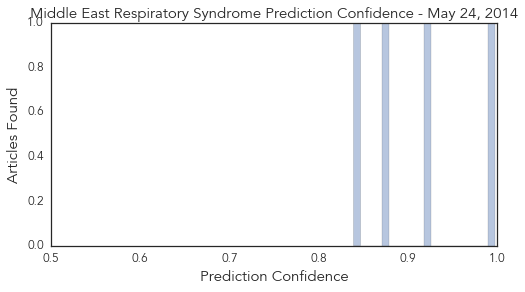 Middle East Respiratory Syndrome Prediction Confidence - May 24, 2014
1.0
0.8
0.6
0.4
0.2
0.0
Articles Found
0.5 0.6 0.7 0.8 0.9 1.0
Prediction Confidence